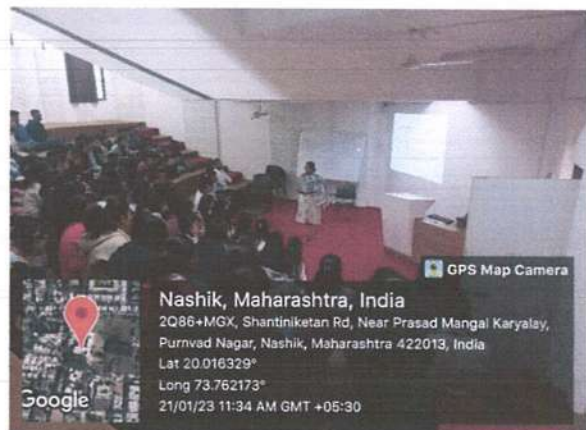 GPS Map Camera
Nashik, Maharashtra, India
2Q86+MGX, Shantiniketan Rd, Near Prasad Mangal Karyalay,
Purnvad Nagar, Nashik, Maharashtra 422013, India
Lat 20.016329°
Long 73.762173°
21/01/23 11:34 AM GMT +05:30
Google